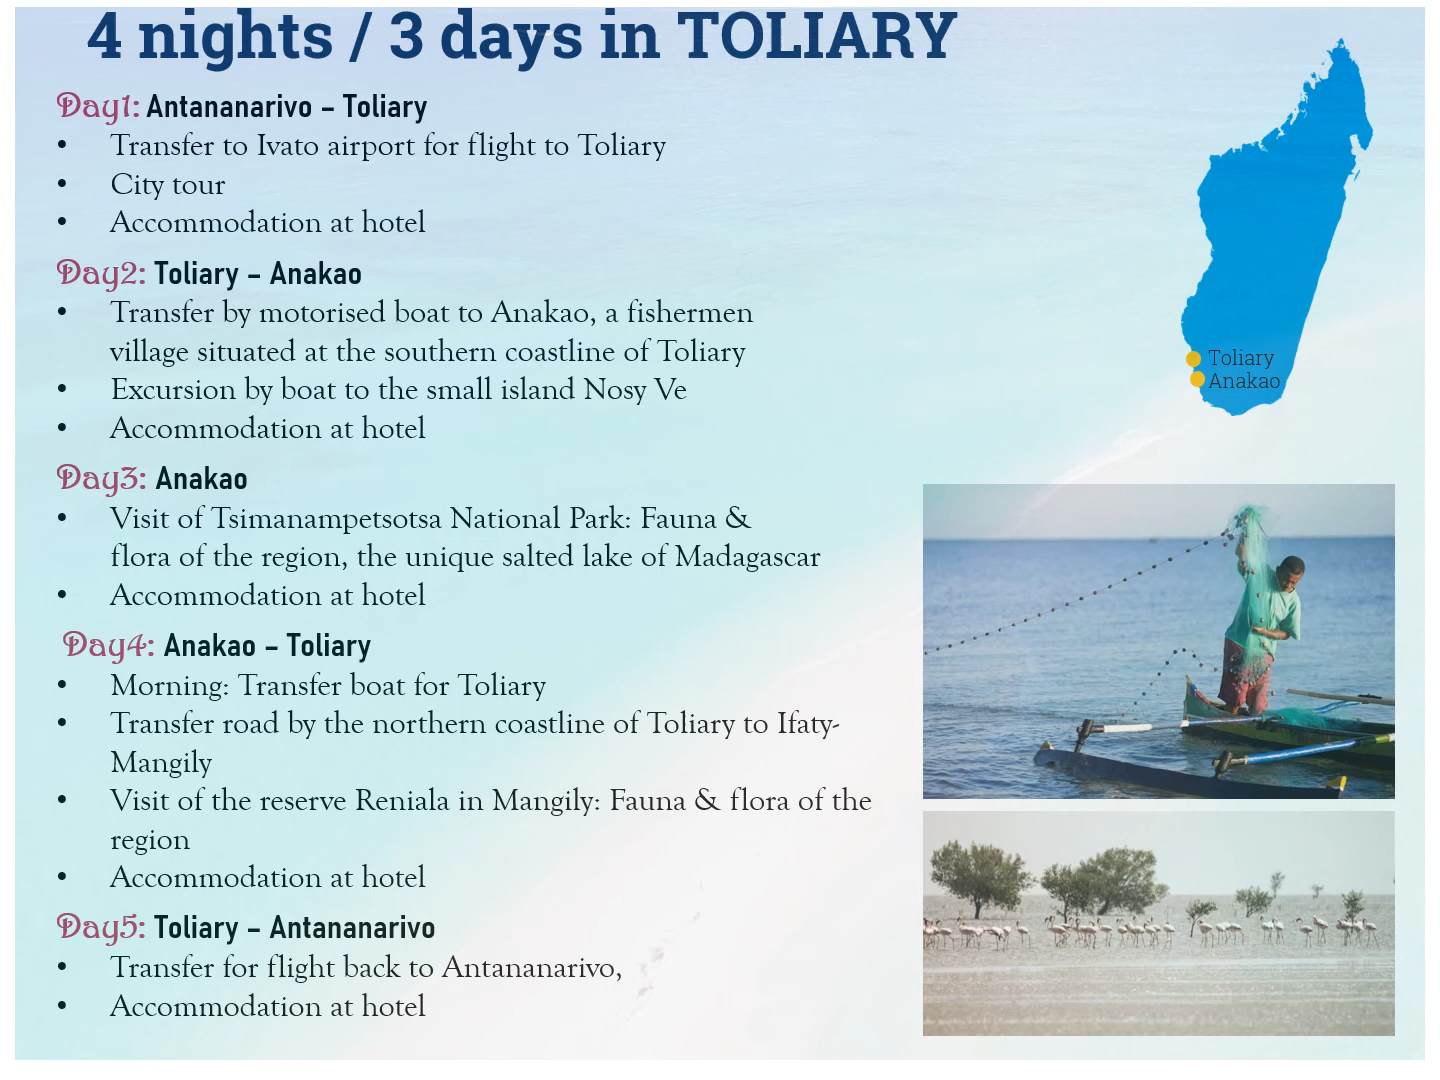 4 nights / 3 days in TOLIARY
Day1: Antananarivo – Toliary
• Transfer to Ivato airport for flight to Toliary
• City tour
• Accommodation at hotel
Day2: Toliary – Anakao
• Transfer by motorised boat to Anakao, a fishermen
village situated at the southern coastline of Toliary
• Excursion by boat to the small island Nosy Ve
• Accommodation at hotel
Day3: Anakao
• Visit of Tsimanampetsotsa National Park: Fauna &
flora of the region, the unique salted lake of Madagascar
• Accommodation at hotel
Day4: Anakao – Toliary
• Morning: Transfer boat for Toliary
• Transfer road by the northern coastline of Toliary to Ifaty-
Mangily
• Visit of the reserve Reniala in Mangily: Fauna & flora of the
region
• Accommodation at hotel
Day5: Toliary – Antananarivo
• Transfer for flight back to Antananarivo,
• Accommodation at hotel
Toliary
Anakao